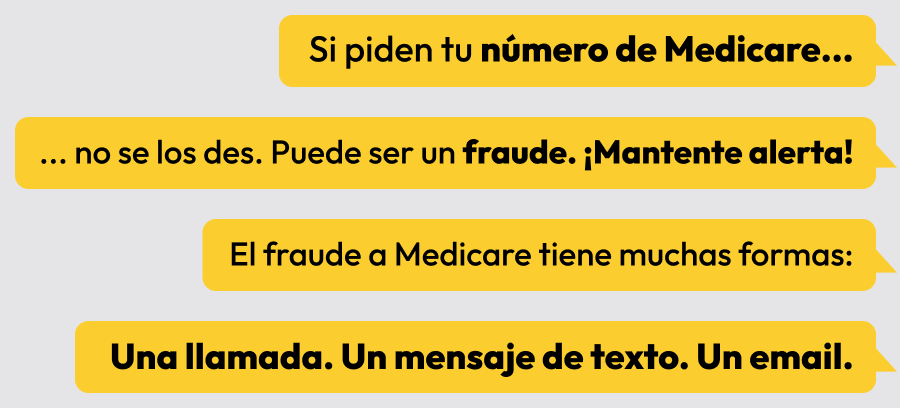 Si piden tu número de Medicare...
... no se los des. Puede ser un fraude. ¡Mantente alerta!
El fraude a Medicare tiene muchas formas:
Una llamada. Un mensaje de texto. Un email.